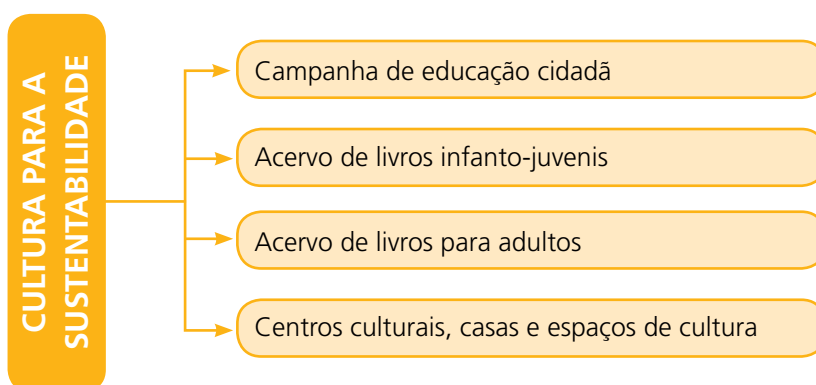 CULTURA PARA A
SUSTENTABILIDADE
Campanha de educação cidadã
Acervo de livros infanto-juvenis
Acervo de livros para adultos
Centros culturais, casas e espaços de cultura